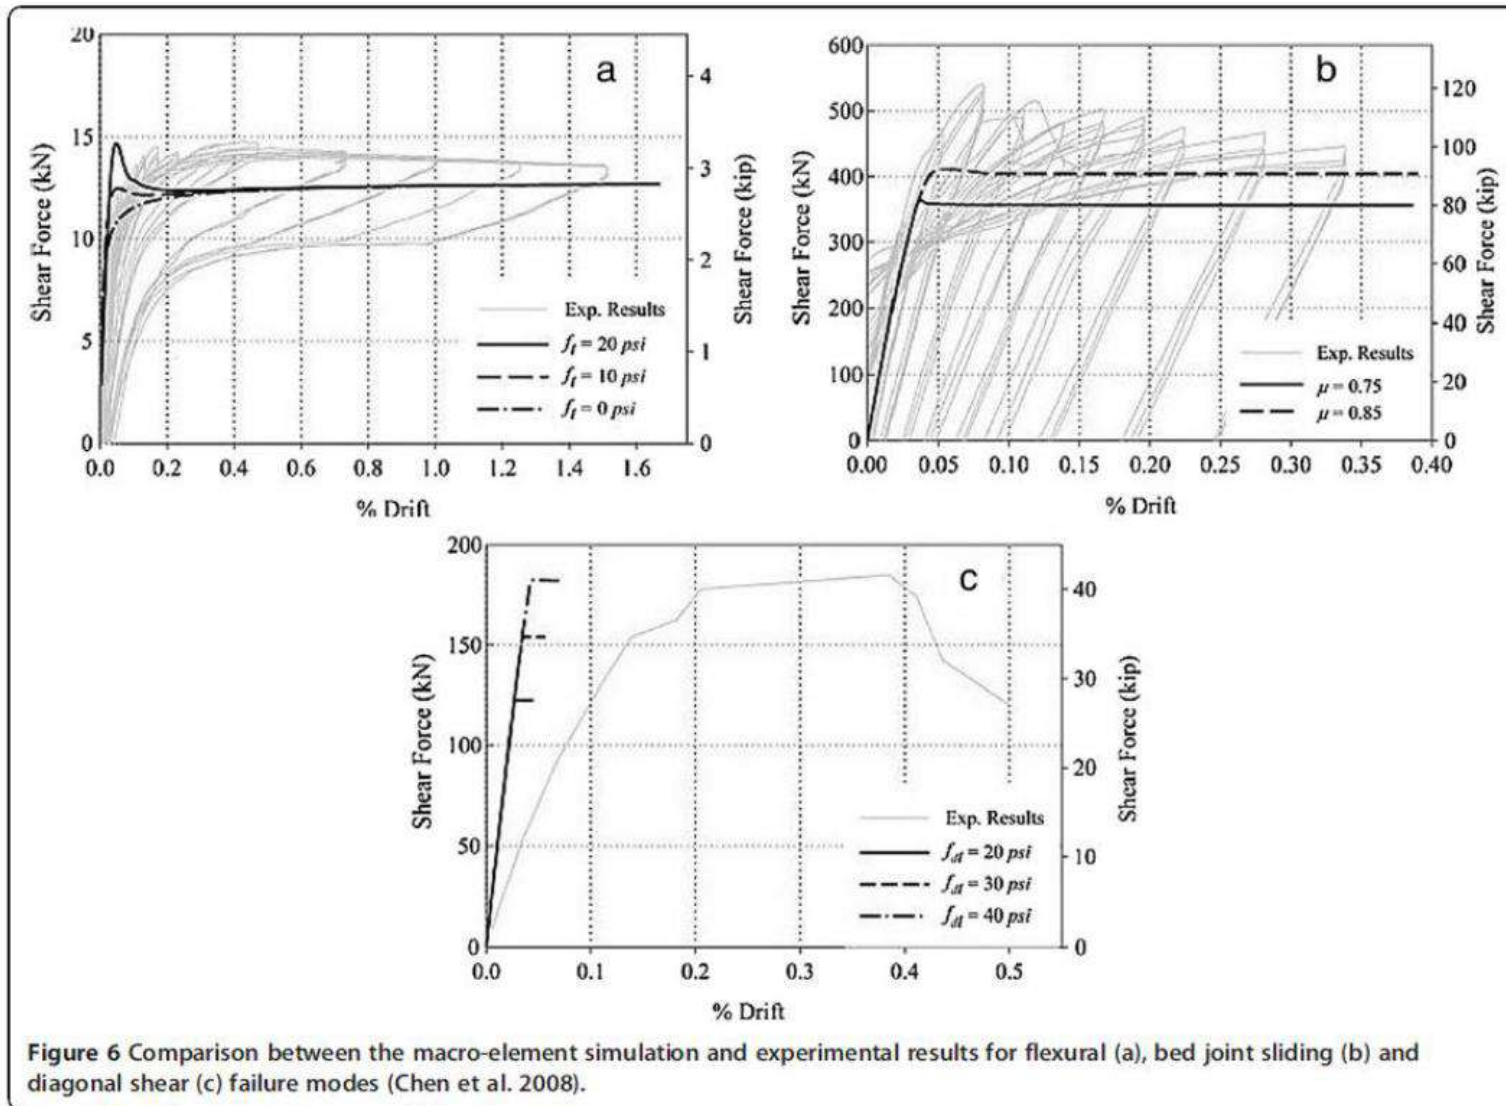 a
20
15
10
5
0
Shear Force (kN)
4
3
2
1
0
Shear Force (kip)
Exp. Results
f_t = 20 psi
f_t = 10 psi
f_t = 0 psi
0.0 0.2 0.4 0.6 0.8 1.0 1.2 1.4 1.6
% Drift
b
600
500
400
300
200
100
0
Shear Force (kN)
120
100
80
60
40
20
0
Shear Force (kip)
Exp. Results
μ = 0.75
μ = 0.85
0.00 0.05 0.10 0.15 0.20 0.25 0.30 0.35 0.40
% Drift
c
200
150
100
50
0
Shear Force (kN)
40
30
20
10
0
Shear Force (kip)
Exp. Results
f_dt = 20 psi
f_dt = 30 psi
f_dt = 40 psi
0.0 0.1 0.2 0.3 0.4 0.5
% Drift
Figure 6 Comparison between the macro-element simulation and experimental results for flexural (a), bed joint sliding (b) and
diagonal shear (c) failure modes (Chen et al. 2008).